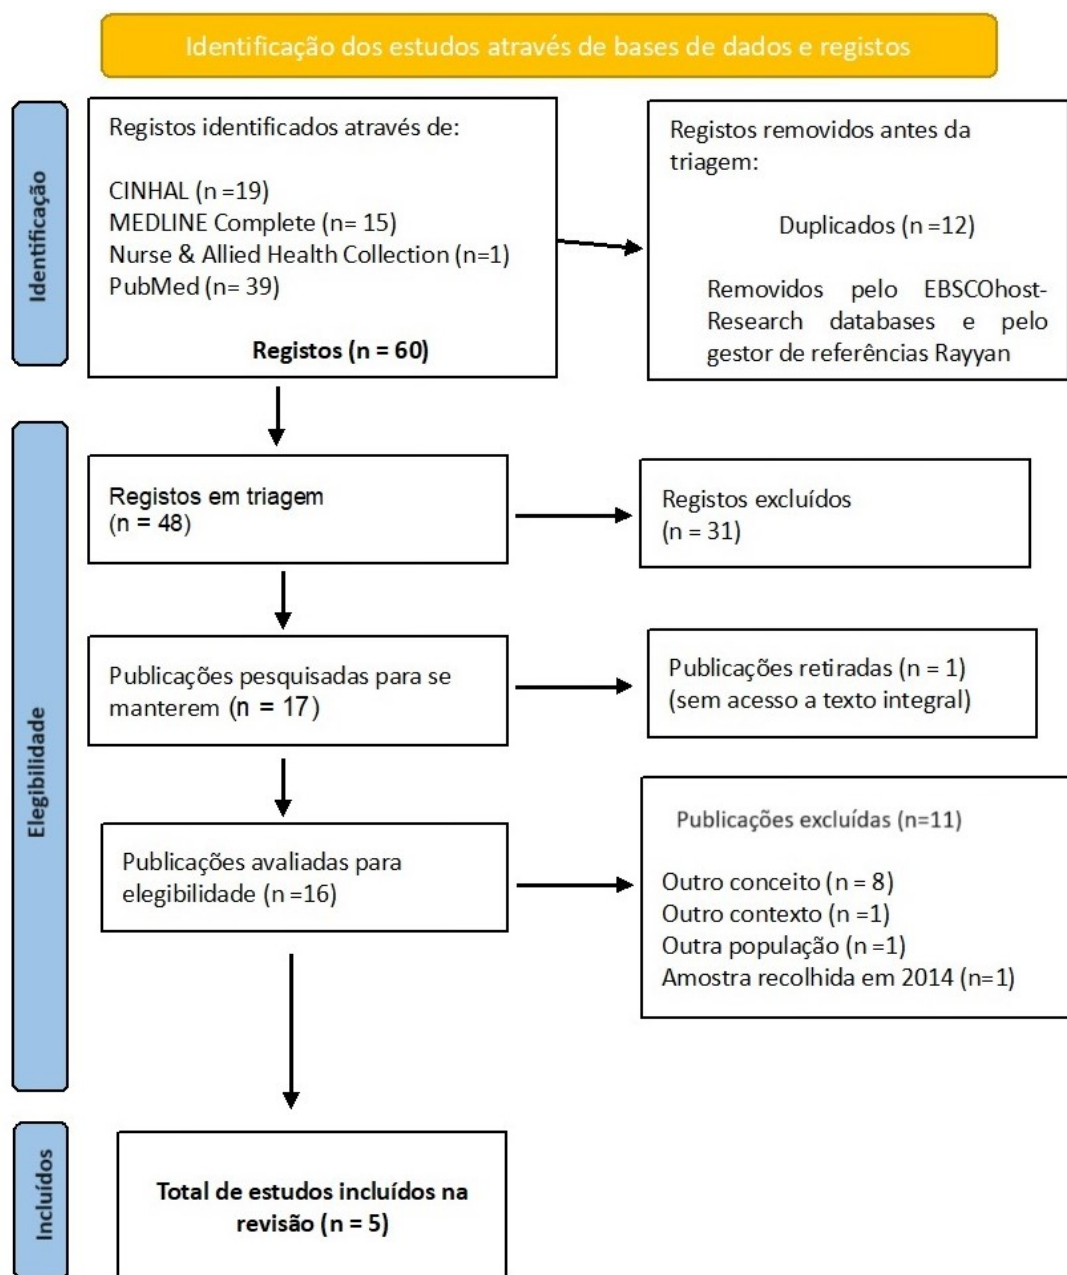 Identificação dos estudos através de bases de dados e registos
Identificação
Registos identificados através de:
CINHAL (n =19)
MEDLINE Complete (n= 15)
Nurse & Allied Health Collection (n=1)
PubMed (n= 39)
Registos (n = 60)
Registos removidos antes da
triagem:
Duplicados (n =12)
Removidos pelo EBSCOhost-
Research databases e pelo
gestor de referências Rayyan
Elegibilidade
Registos em triagem
(n = 48)
Registos excluídos
(n = 31)
Publicações pesquisadas para se
manterem (n = 17)
Publicações retiradas (n = 1)
(sem acesso a texto integral)
Publicações avaliadas para
elegibilidade (n =16)
Publicações excluídas (n=11)
Outro conceito (n = 8)
Outro contexto (n =1)
Outra população (n =1)
Amostra recolhida em 2014 (n=1)
Incluídos
Total de estudos incluídos na
revisão (n = 5)